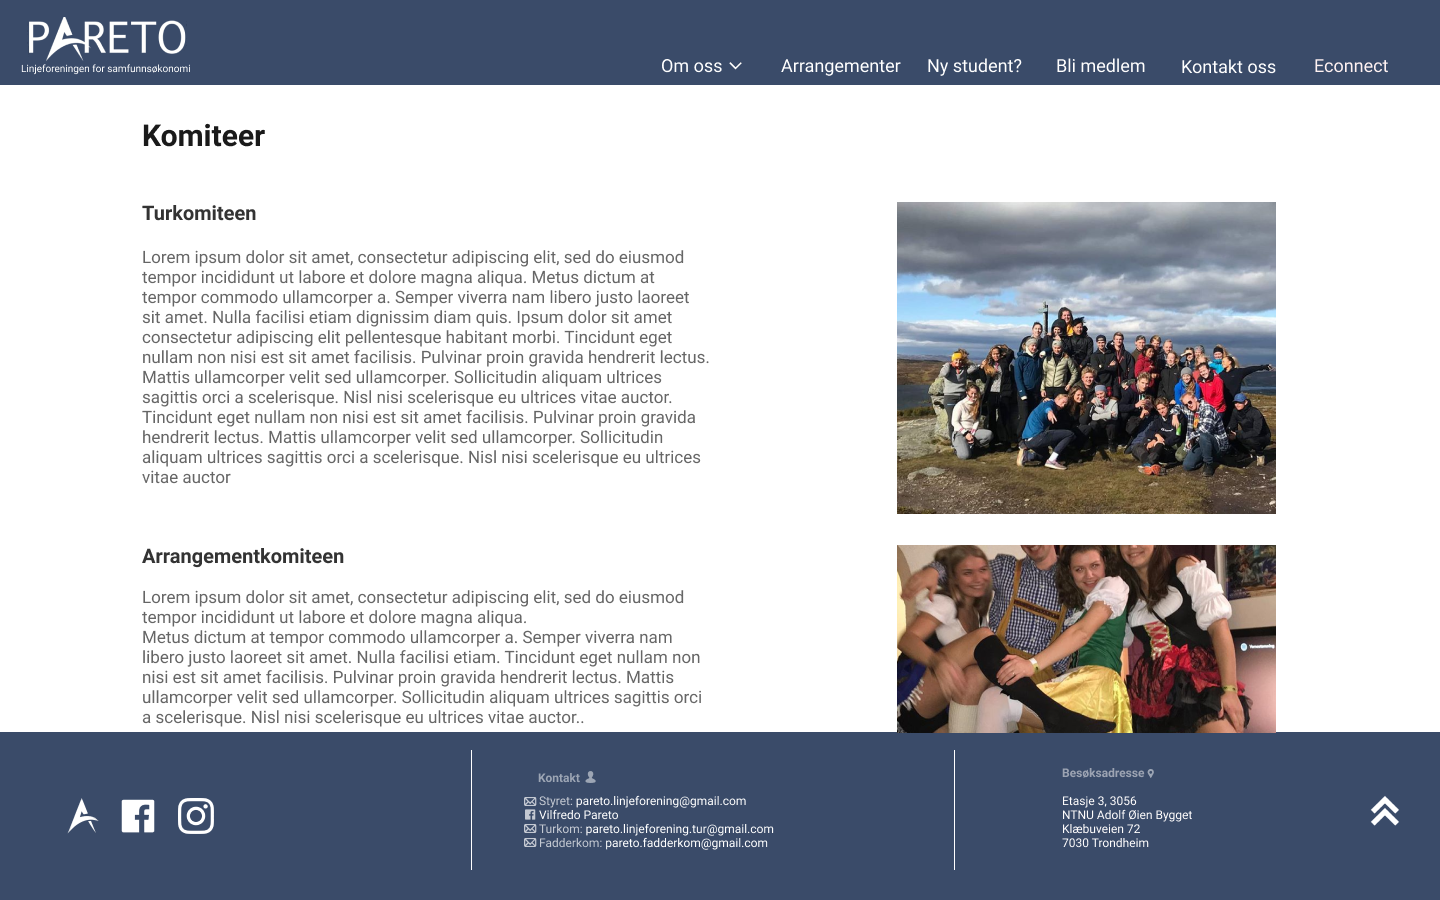 PARETO
Linjeforeningen for samfunnsøkonomi
Om oss
Arrangementer
Ny student?
Bli medlem
Kontakt oss
Econnect
Komiteer
Turkomiteen
Lorem ipsum dolor sit amet, consectetur adipiscing elit, sed do eiusmod
tempor incididunt ut labore et dolore magna aliqua. Metus dictum at
tempor commodo ullamcorper a. Semper viverra nam libero justo laoreet
sit amet. Nulla facilisi etiam dignissim diam quis. Ipsum dolor sit amet
consectetur adipiscing elit pellentesque habitant morbi. Tincidunt eget
nullam non nisi est sit amet facilisis. Pulvinar proin gravida hendrerit lectus.
Mattis ullamcorper velit sed ullamcorper. Sollicitudin aliquam ultrices
sagittis orci a scelerisque. Nisl nisi scelerisque eu ultrices vitae auctor.
Tincidunt eget nullam non nisi est sit amet facilisis. Pulvinar proin gravida
hendrerit lectus. Mattis ullamcorper velit sed ullamcorper. Sollicitudin
aliquam ultrices sagittis orci a scelerisque. Nisl nisi scelerisque eu ultrices
vitae auctor
Arrangementkomiteen
Lorem ipsum dolor sit amet, consectetur adipiscing elit, sed do eiusmod
tempor incididunt ut labore et dolore magna aliqua.
Metus dictum at tempor commodo ullamcorper a. Semper viverra nam
libero justo laoreet sit amet. Nulla facilisi etiam. Tincidunt eget nullam non
nisi est sit amet facilisis. Pulvinar proin gravida hendrerit lectus. Mattis
ullamcorper velit sed ullamcorper. Sollicitudin aliquam ultrices sagittis orci
a scelerisque. Nisl nisi scelerisque eu ultrices vitae auctor..
Kontakt
Styret: pareto.linjeforening@gmail.com
Vilfredo Pareto
Turkom: pareto.linjeforening.tur@gmail.com
Fadderkom: pareto.fadderkom@gmail.com
Besøksadresse
Etasje 3, 3056
NTNU Adolf Øien Bygget
Klæbuveien 72
7030 Trondheim